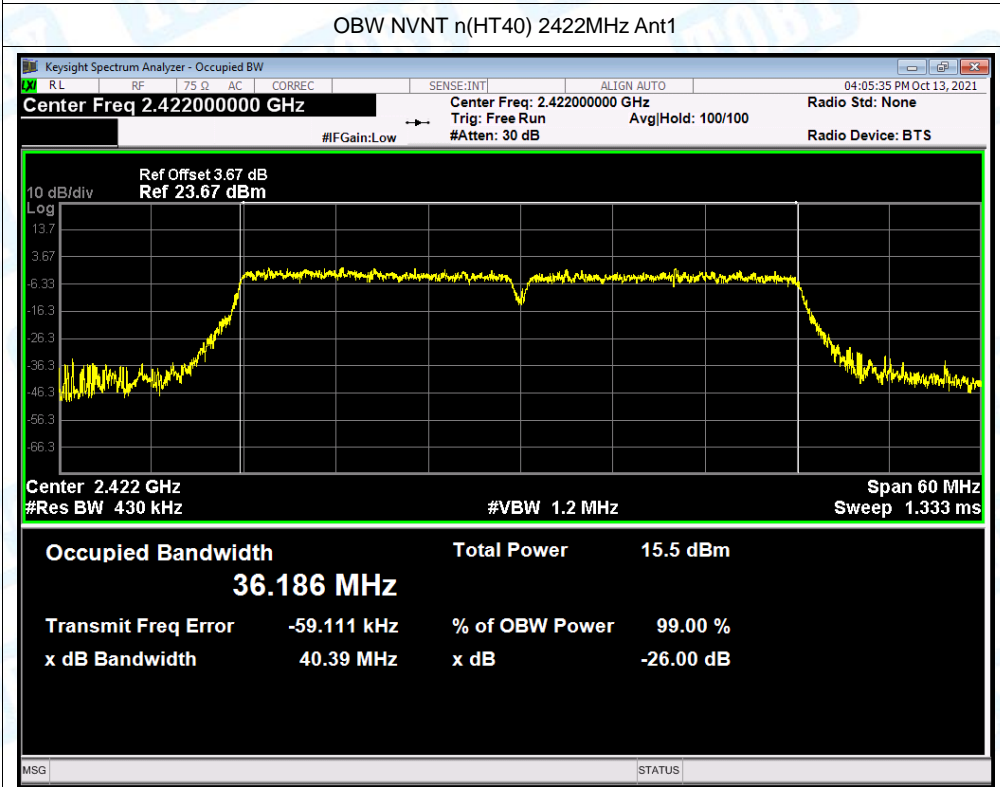 OBW NVNT n(HT40) 2422MHz Ant1
Keysight Spectrum Analyzer - Occupied BW
LXI RL RF 75 Ω AC CORREC SENSE:INT ALIGN AUTO 04:05:35 PM Oct 13, 2021
Center Freq 2.422000000 GHz Center Freq: 2.422000000 GHz Radio Std: None
Trig: Free Run Avg|Hold: 100/100
#IFGain:Low #Atten: 30 dB Radio Device: BTS
Ref Offset 3.67 dB
10 dB/div Ref 23.67 dBm
Log
13.7
3.67
-6.33
-16.3
-26.3
-36.3
-46.3
-56.3
-66.3
Center 2.422 GHz Span 60 MHz
#Res BW 430 kHz #VBW 1.2 MHz Sweep 1.333 ms
Occupied Bandwidth Total Power 15.5 dBm
36.186 MHz
Transmit Freq Error -59.111 kHz % of OBW Power 99.00 %
x dB Bandwidth 40.39 MHz x dB -26.00 dB
MSG STATUS